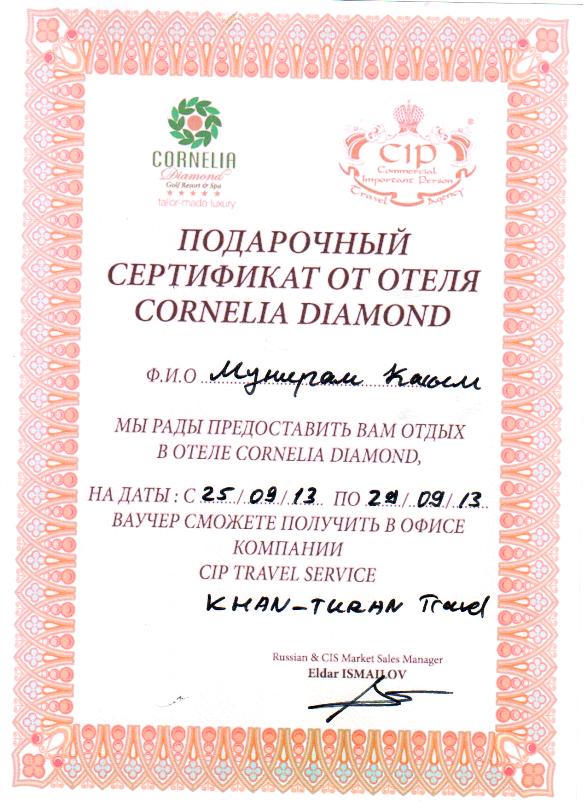 CORNELIA
Diamond
Golf Resort & Spa
tailor-made luxury
CIP
®
Commercial
Important Person
Travel Agency
ПОДАРОЧНЫЙ
СЕРТИФИКАТ ОТ ОТЕЛЯ
CORNELIA DIAMOND
Ф.И.О Мунирам
МЫ РАДЫ ПРЕДОСТАВИТЬ ВАМ ОТДЫХ
В ОТЕЛЕ CORNELIA DIAMOND,
НА ДАТЫ : С 25/09/13 ПО 29/09/13
ВАУЧЕР СМОЖЕТЕ ПОЛУЧИТЬ В ОФИСЕ
КОМПАНИИ
CIP TRAVEL SERVICE
KHAN-TURAN Travel
Russian & CIS Market Sales Manager
Eldar ISMAILOV